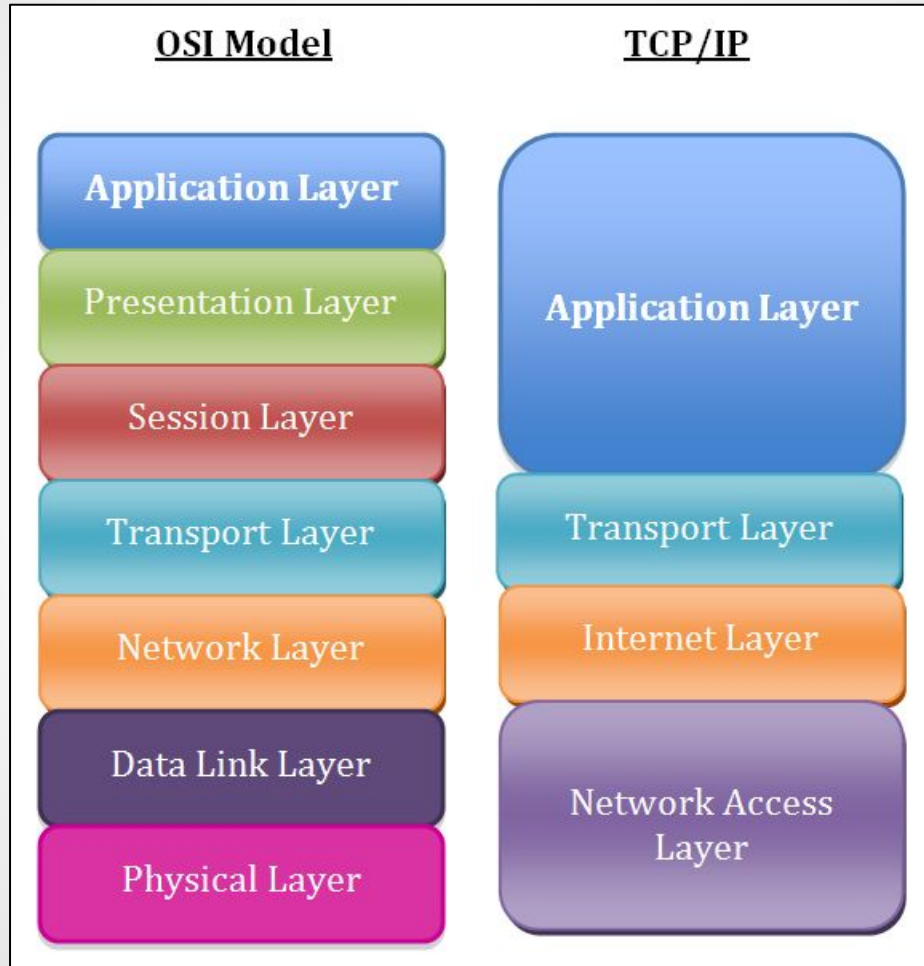 OSI Model
Application Layer
Presentation Layer
Session Layer
Transport Layer
Network Layer
Data Link Layer
Physical Layer
TCP/IP
Application Layer
Transport Layer
Internet Layer
Network Access
Layer